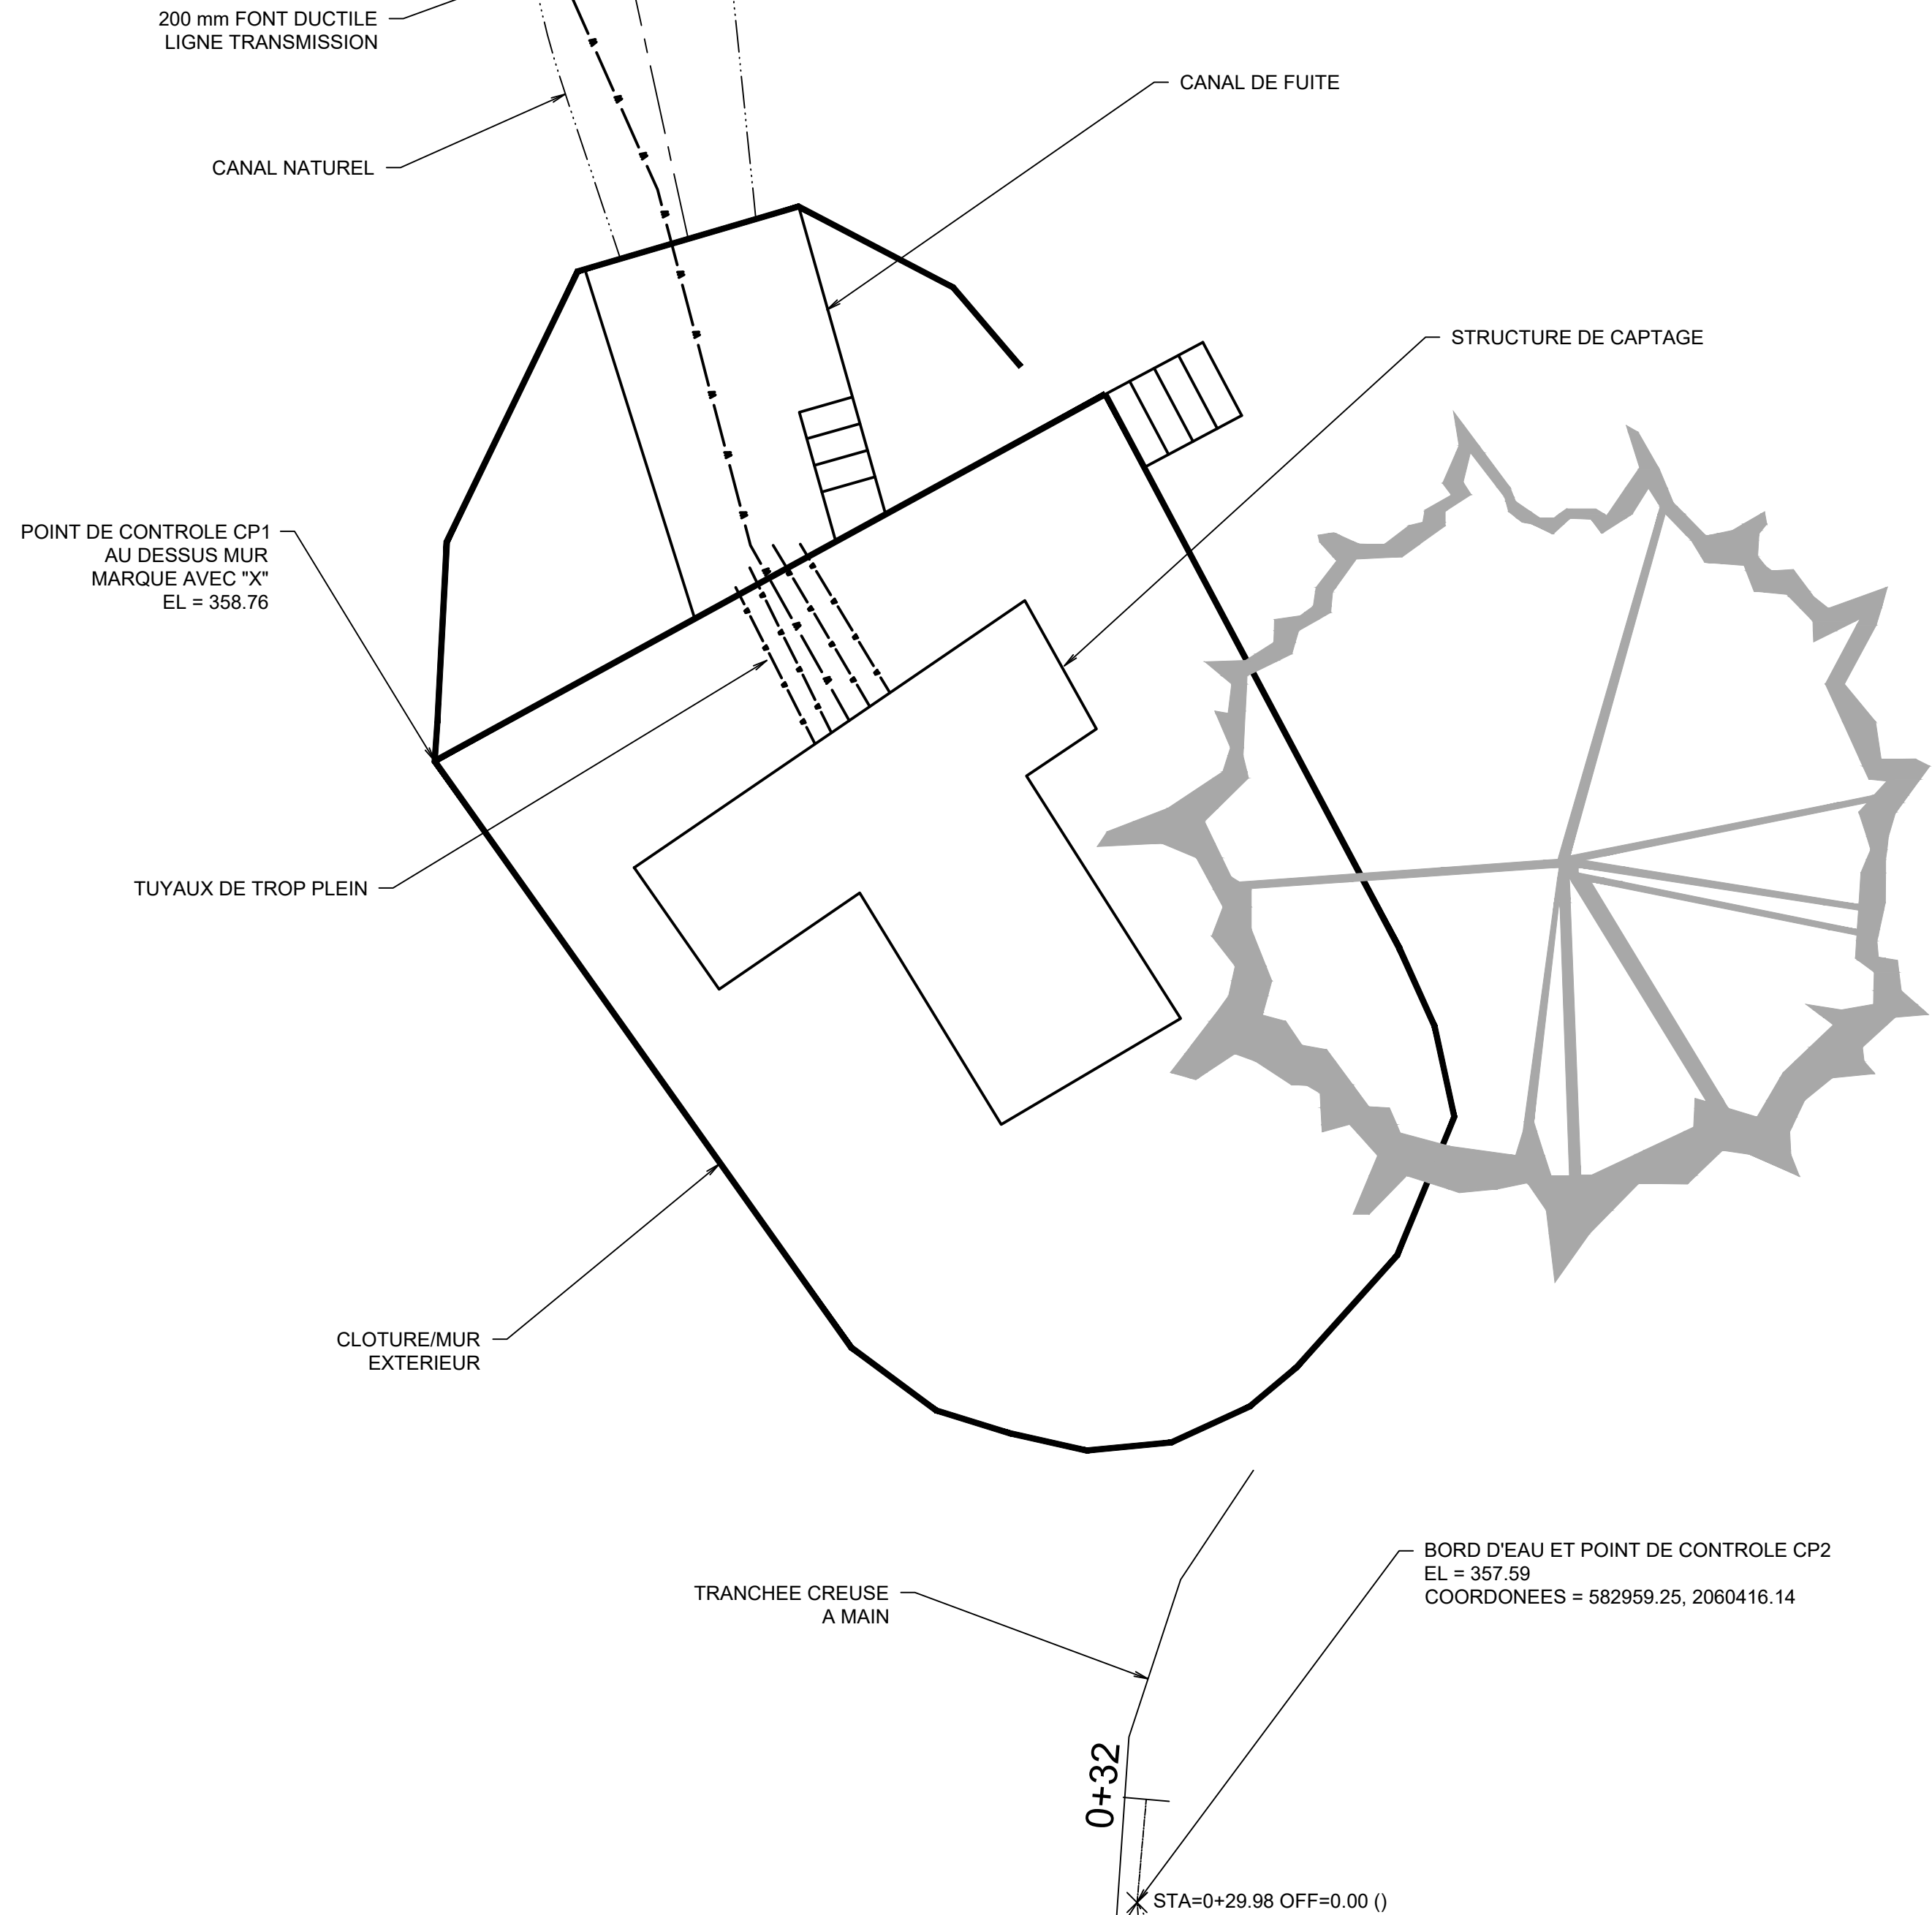 200 mm FONT DUCTILE
LIGNE TRANSMISSION
CANAL DE FUITE
CANAL NATUREL
STRUCTURE DE CAPTAGE
POINT DE CONTROLE CP1
AU DESSUS MUR
MARQUE AVEC "X"
EL = 358.76
TUYAUX DE TROP PLEIN
CLOTURE/MUR
EXTERIEUR
BORD D'EAU ET POINT DE CONTROLE CP2
EL = 357.59
COORDONEES = 582959.25, 2060416.14
TRANCHEE CREUSE
A MAIN
0+32
STA=0+29.98 OFF=0.00 ()